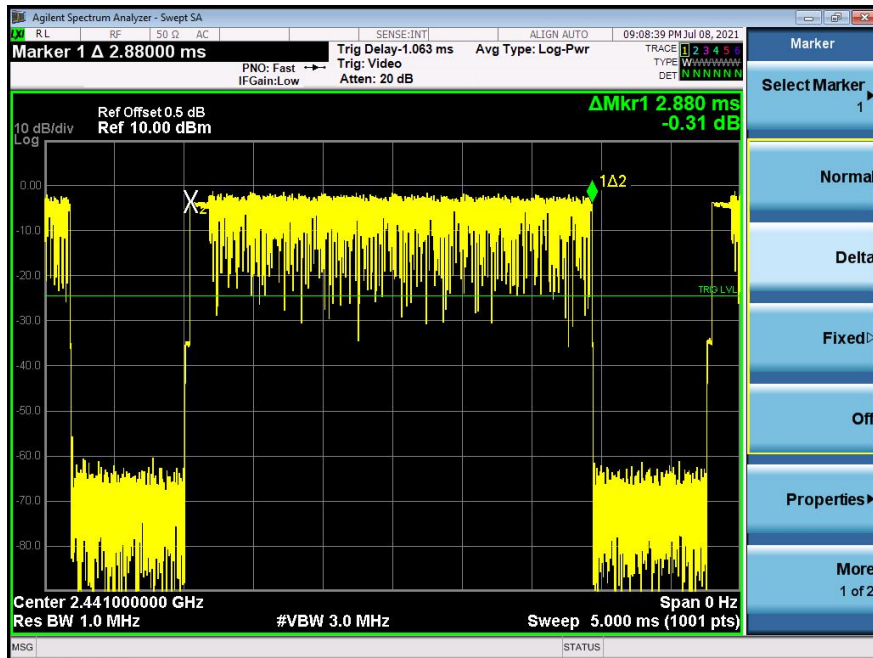 Agilent Spectrum Analyzer - Swept SA
LXI RL RF 50 Ω AC SENSE:INT ALIGN AUTO 09:08:39 PM Jul 08, 2021
Marker 1 Δ 2.88000 ms
PNO: Fast
IFGain:Low
Trig Delay-1.063 ms
Trig: Video
Atten: 20 dB
Avg Type: Log-Pwr
TRACE 1 2 3 4 5 6
TYPE W
DET N N N N N N
Marker
Select Marker
1
Normal
Delta
Fixed
Off
Properties
More
1 of 2
10 dB/div
Log
Ref Offset 0.5 dB
Ref 10.00 dBm
ΔMkr1 2.880 ms
-0.31 dB
0.00
-10.0
-20.0
-30.0
-40.0
-50.0
-60.0
-70.0
-80.0
X2
1Δ2
TRIG LVL
Center 2.441000000 GHz
Span 0 Hz
Res BW 1.0 MHz
#VBW 3.0 MHz
Sweep 5.000 ms (1001 pts)
MSG
STATUS